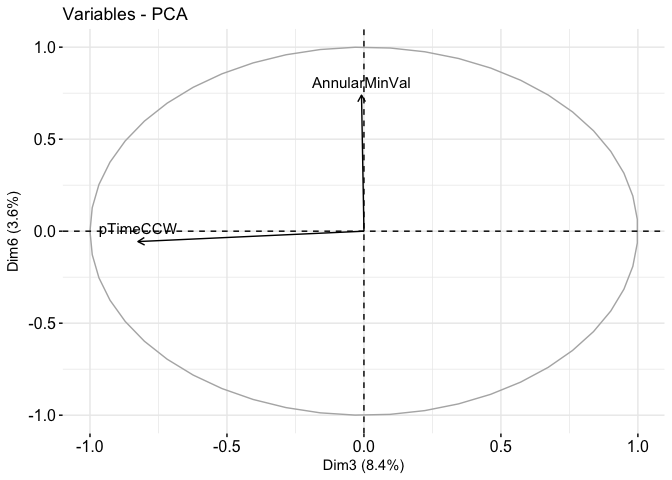 Variables - PCA
1.0
AnnularMinVal
0.5
pTimeCCW
0.0
Dim6 (3.6%)
-0.5
-1.0
-1.0 -0.5 0.0 0.5 1.0
Dim3 (8.4%)